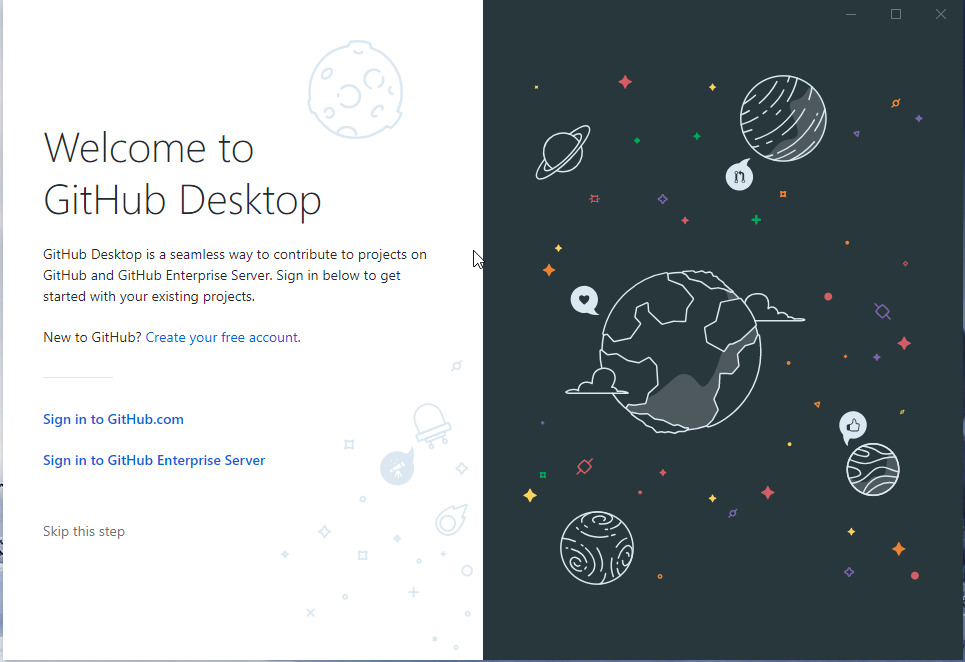 Welcome to
GitHub Desktop
GitHub Desktop is a seamless way to contribute to projects on
GitHub and GitHub Enterprise Server. Sign in below to get
started with your existing projects.
New to GitHub? Create your free account.
Sign in to GitHub.com
Sign in to GitHub Enterprise Server
Skip this step